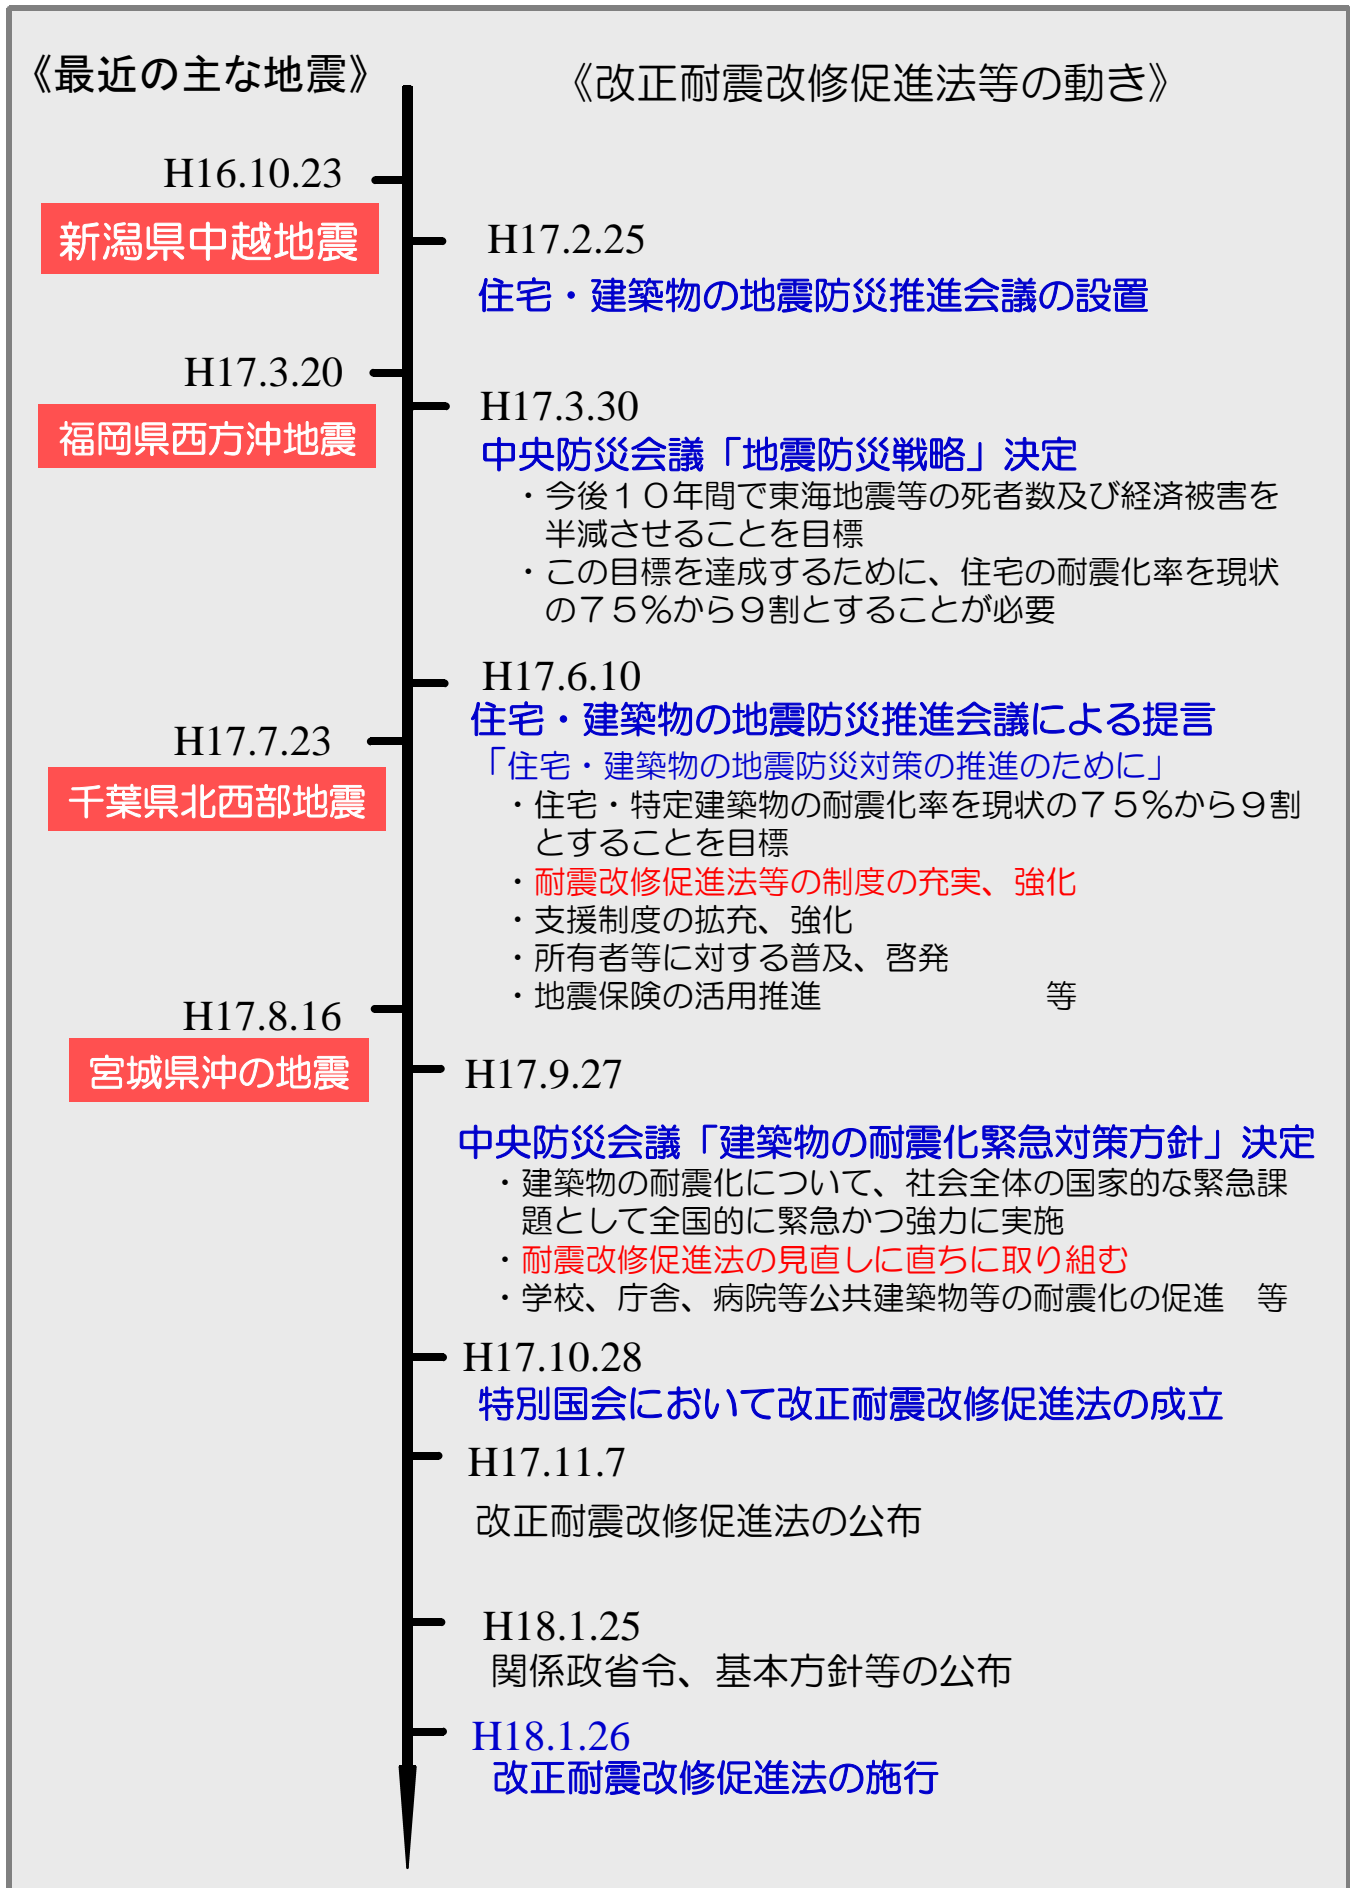 《最近の主な地震》
《改正耐震改修促進法等の動き》
H16.10.23
新潟県中越地震
H17.2.25
住宅・建築物の地震防災推進会議の設置
H17.3.20
福岡県西方沖地震
H17.3.30
中央防災会議「地震防災戦略」決定
・今後１０年間で東海地震等の死者数及び経済被害を
半減させることを目標
・この目標を達成するために、住宅の耐震化率を現状
の７５％から９割とすることが必要
H17.6.10
住宅・建築物の地震防災推進会議による提言
「住宅・建築物の地震防災対策の推進のために」
・住宅・特定建築物の耐震化率を現状の７５％から９割
とすることを目標
・耐震改修促進法等の制度の充実、強化
・支援制度の拡充、強化
・所有者等に対する普及、啓発
・地震保険の活用推進　　　　　　　等
H17.7.23
千葉県北西部地震
H17.8.16
宮城県沖の地震
H17.9.27
中央防災会議「建築物の耐震化緊急対策方針」決定
・建築物の耐震化について、社会全体の国家的な緊急課
題として全国的に緊急かつ強力に実施
・耐震改修促進法の見直しに直ちに取り組む
・学校、庁舎、病院等公共建築物等の耐震化の促進　等
H17.10.28
特別国会において改正耐震改修促進法の成立
H17.11.7
改正耐震改修促進法の公布
H18.1.25
関係政省令、基本方針等の公布
H18.1.26
改正耐震改修促進法の施行